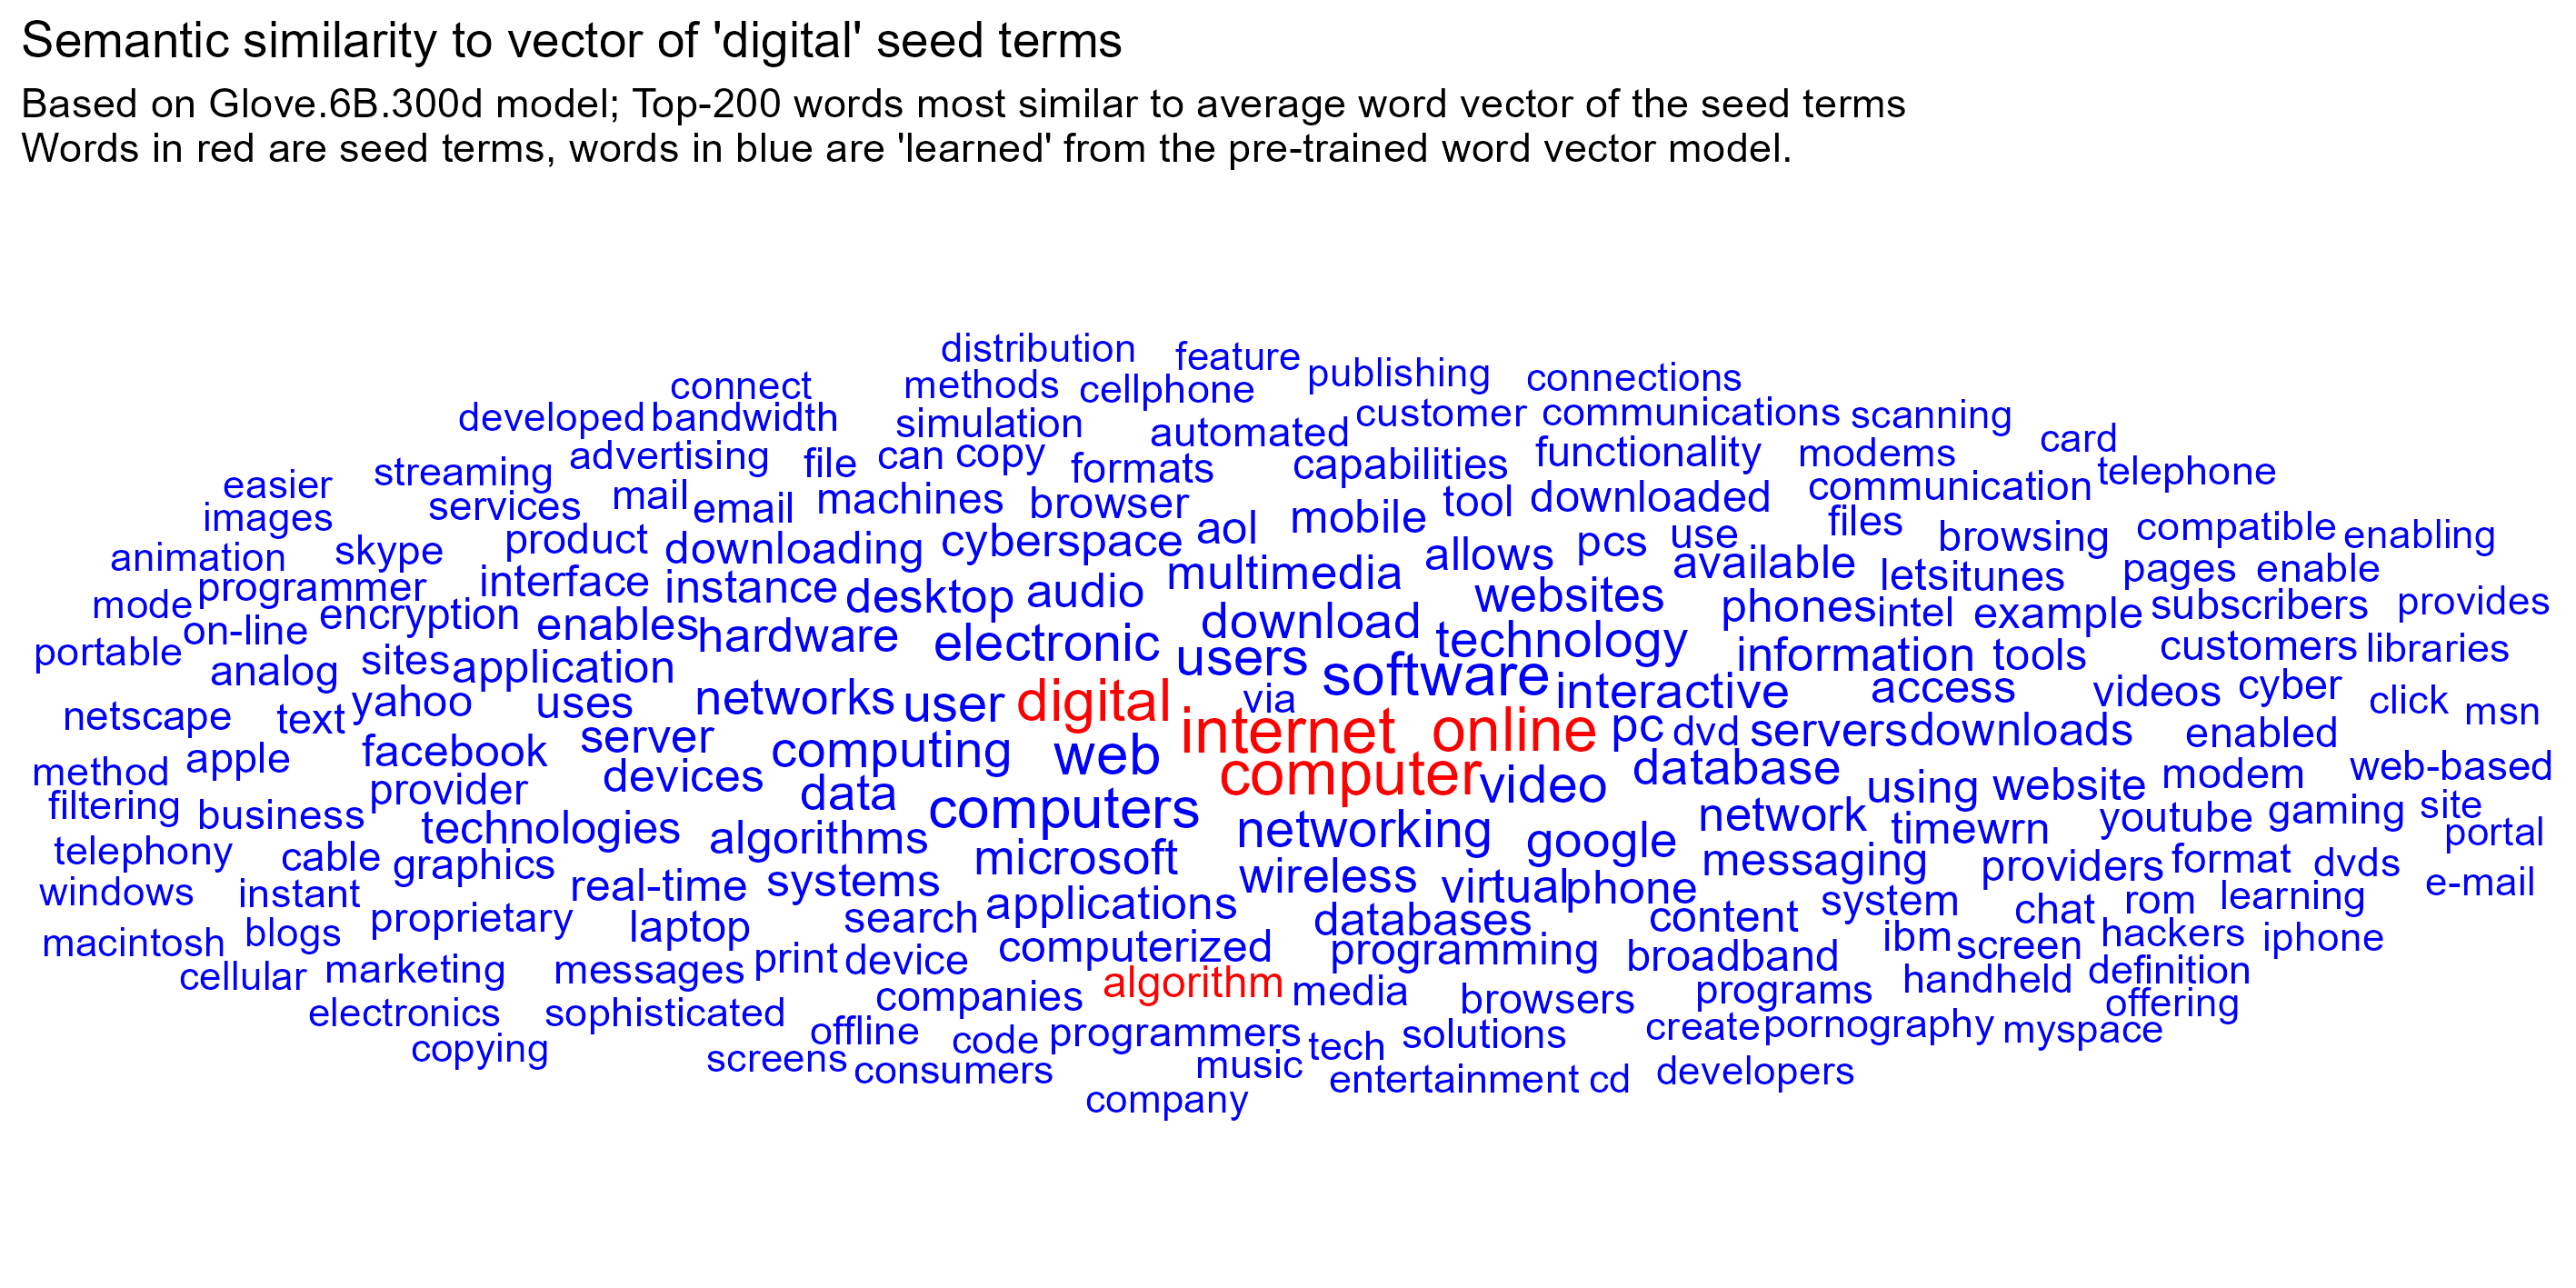 Semantic similarity to vector of 'digital' seed terms
Based on Glove.6B.300d model; Top-200 words most similar to average word vector of the seed terms
Words in red are seed terms, words in blue are 'learned' from the pre-trained word vector model.
distribution feature
connect methods cellphone publishing connections
developed bandwidth simulation automated customer communications scanning
streaming advertising file can copy formats capabilities functionality modems card telephone
easier services mail email machines browser mobile tool downloaded communication
images aol files
animation skype product downloading cyberspace allows pcs use browsing compatible enabling
programmer interface instance desktop audio multimedia websites available lets itunes pages enable
mode encryption enables hardware download phones intel example subscribers provides
on-line electronic users technology information tools customers libraries
portable analog sites application software
yahoo uses networks user digital via interactive access videos cyber click msn
netscape text server internet online pc dvd servers downloads enabled
method apple facebook computing web computer database modem web-based
filtering business provider devices data video using website youtube gaming site
technologies algorithms computers networking google network timewrn portal
telephony cable graphics microsoft messaging providers format dvds
windows instant real-time systems wireless virtual phone system rom learning e-mail
proprietary laptop search applications databases content chat
macintosh blogs computerized programming broadband ibm screen hackers iphone
cellular marketing messages print device algorithm handheld definition
electronics sophisticated companies media browsers programs offering
copying offline code programmers solutions create pornography myspace
screens consumers music tech entertainment cd developers
company